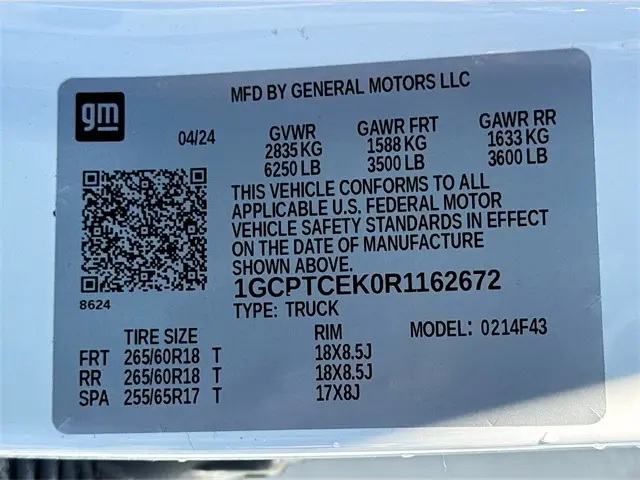 gm
MFD BY GENERAL MOTORS LLC
04/24
GVWR GAWR FRT GAWR RR
2835 KG 1588 KG 1633 KG
6250 LB 3500 LB 3600 LB
THIS VEHICLE CONFORMS TO ALL
APPLICABLE U.S. FEDERAL MOTOR
VEHICLE SAFETY STANDARDS IN EFFECT
ON THE DATE OF MANUFACTURE
SHOWN ABOVE.
1GCPTCEK0R1162672
8624
TYPE: TRUCK
TIRE SIZE RIM MODEL: 0214F43
FRT 265/60R18 T 18X8.5J
RR 265/60R18 T 18X8.5J
SPA 255/65R17 T 17X8J